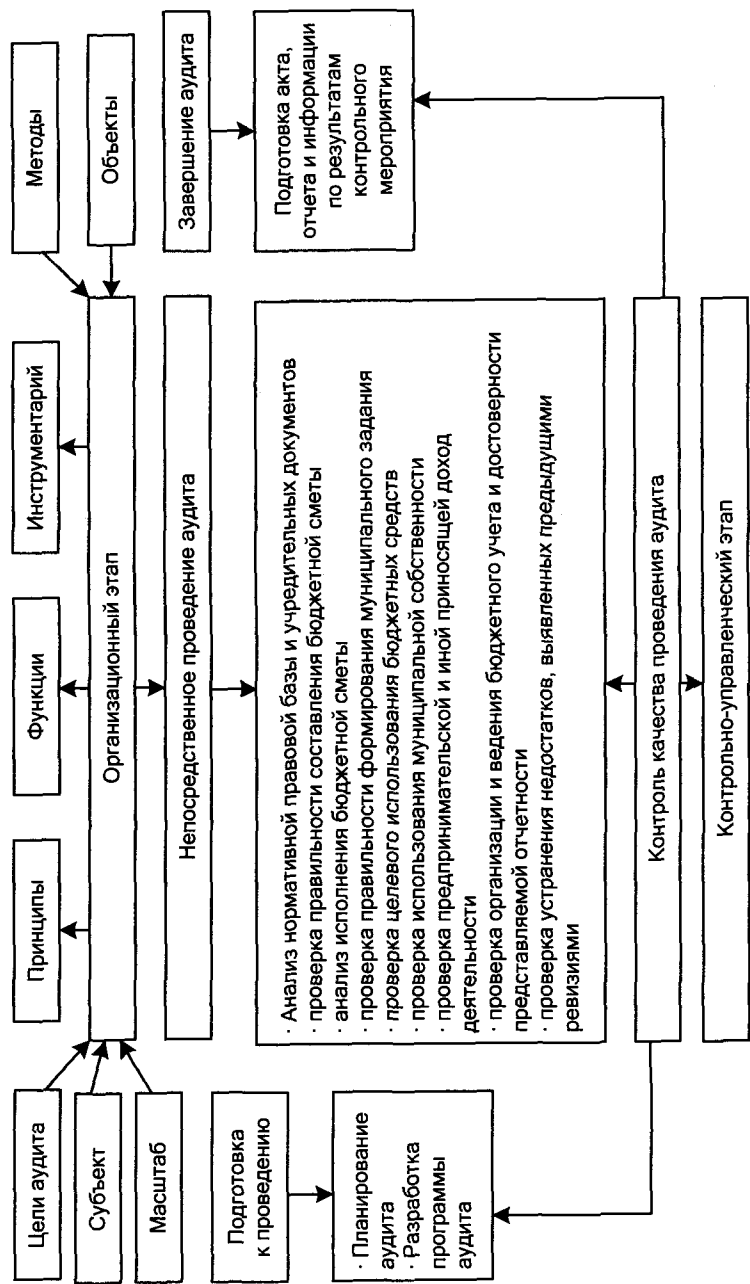 Цели аудита
Субъект
Масштаб
Принципы
Функции
Инструментарий
Методы
Объекты
Организационный этап
Подготовка
к проведению
Непосредственное проведение аудита
Завершение аудита
· Планирование
аудита
· Разработка
программы
аудита
· Анализ нормативной правовой базы и учредительных документов
· проверка правильности составления бюджетной сметы
· анализ исполнения бюджетной сметы
· проверка правильности формирования муниципального задания
· проверка целевого использования бюджетных средств
· проверка использования муниципальной собственности
· проверка предпринимательской и иной приносящей доход
деятельности
· проверка организации и ведения бюджетного учета и достоверности
представляемой отчетности
· проверка устранения недостатков, выявленных предыдущими
ревизиями
Подготовка акта,
отчета и информации
по результатам
контрольного
мероприятия
Контроль качества проведения аудита
Контрольно-управленческий этап